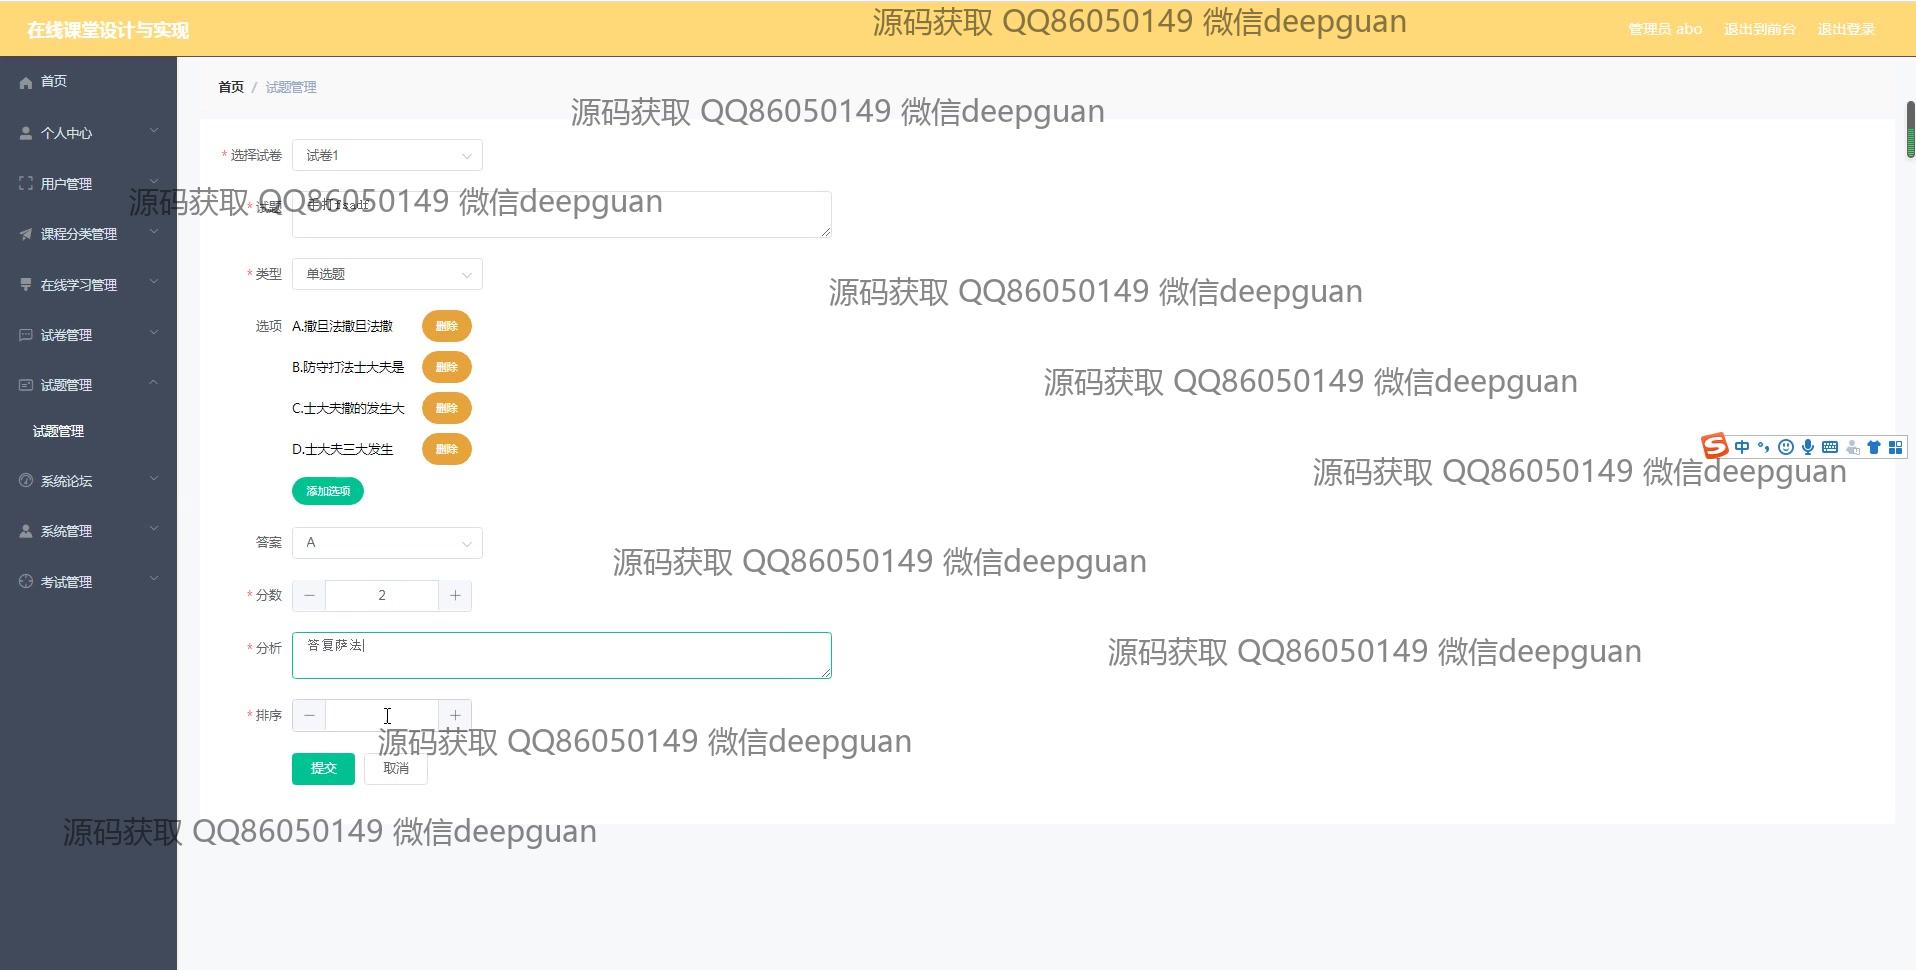 在线课堂设计与实现
源码获取 QQ86050149 微信deepguan
管理员 abo 退出到前台 退出登录
首页
个人中心
用户管理
课程分类管理
在线学习管理
试卷管理
试题管理
试题管理
系统论坛
系统管理
考试管理
首页 / 试题管理
源码获取 QQ86050149 微信deepguan
* 选择试卷 试卷1
源码获取 QQ86050149 微信deepguan
* 试题
* 类型 单选题
源码获取 QQ86050149 微信deepguan
选项 A.撒旦法撒旦法撒 删除
B.防守打法士大夫是 删除
源码获取 QQ86050149 微信deepguan
C.士大夫撒的发生大 删除
D.士大夫三大发生 删除
中
源码获取 QQ86050149 微信deepguan
添加选项
答案 A
源码获取 QQ86050149 微信deepguan
* 分数 − 2 +
* 分析 答复萨法
源码获取 QQ86050149 微信deepguan
* 排序 − +
源码获取 QQ86050149 微信deepguan
提交 取消
源码获取 QQ86050149 微信deepguan